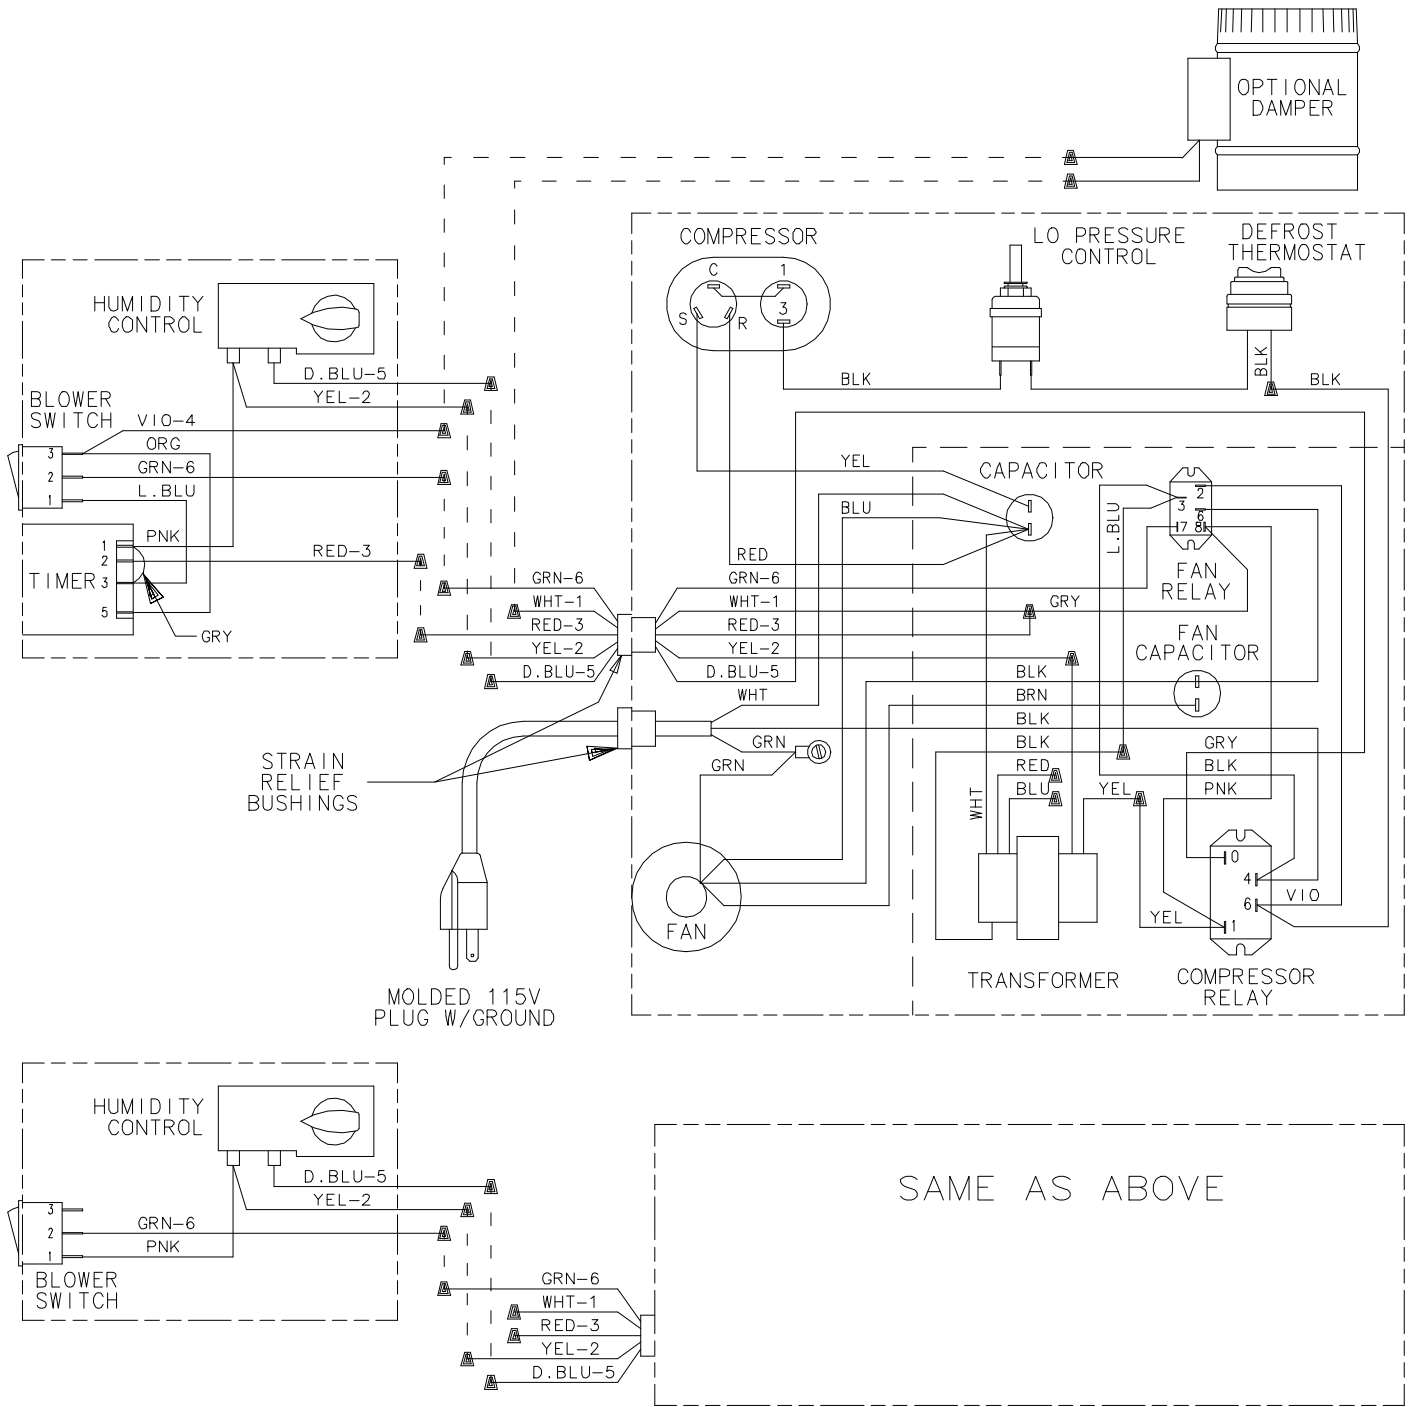 OPTIONAL
DAMPER
COMPRESSOR
LO PRESSURE
CONTROL
DEFROST
THERMOSTAT
C
1
3
S
R
HUMIDITY
CONTROL
D.BLU-5
YEL-2
BLK
BLK
BLK
BLOWER
SWITCH
VIO-4
ORG
GRN-6
L.BLU
3
2
1
YEL
CAPACITOR
BLU
RED
L.BLU
2
3
6
7
8
FAN
RELAY
PNK
RED-3
1
2
3
5
TIMER
GRY
GRN-6
WHT-1
RED-3
YEL-2
D.BLU-5
GRN-6
WHT-1
RED-3
YEL-2
D.BLU-5
GRY
FAN
CAPACITOR
WHT
BLK
BRN
BLK
BLK
GRN
GRN
RED
BLU
WHT
YEL
GRY
BLK
PNK
STRAIN
RELIEF
BUSHINGS
0
4
6
1
VIO
YEL
FAN
TRANSFORMER
COMPRESSOR
RELAY
MOLDED 115V
PLUG W/GROUND
HUMIDITY
CONTROL
D.BLU-5
YEL-2
GRN-6
PNK
3
2
1
BLOWER
SWITCH
GRN-6
WHT-1
RED-3
YEL-2
D.BLU-5
SAME AS ABOVE